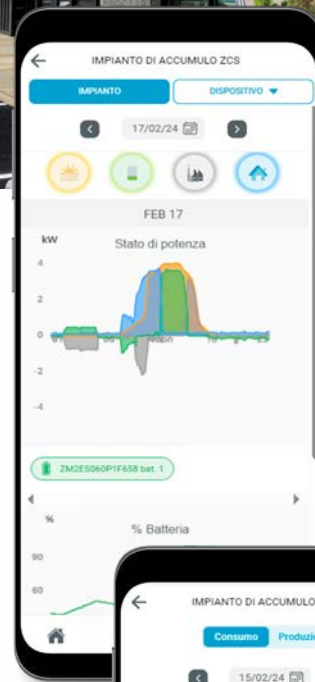 IMPIANTO DI ACCUMULO ZCS
IMPIANTO
DISPOSITIVO
17/02/24
FEB 17
kW
Stato di potenza
4
2
0
-2
-4
ZM2ES060P1F658 bat. 1
%
% Batteria
90
60
IMPIANTO DI ACCUMULO
Consumo
15/02/24